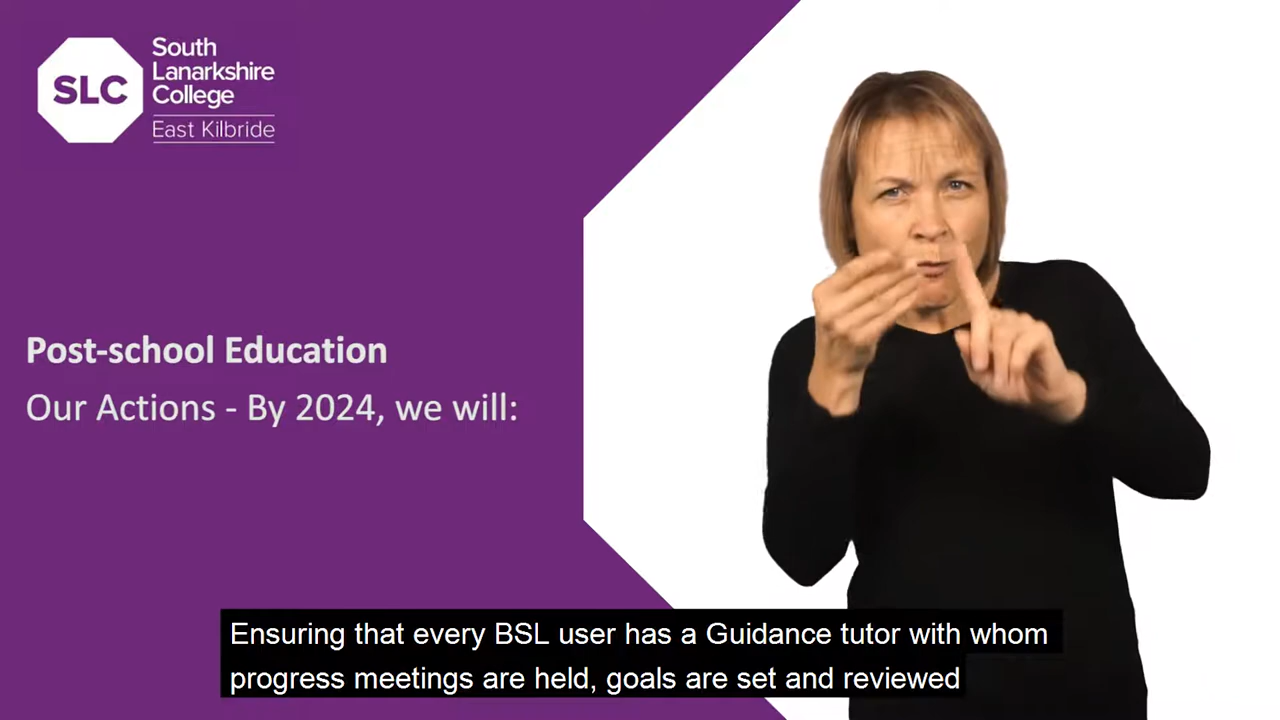 SLC
South
Lanarkshire
College
East Kilbride
Post-school Education
Our Actions - By 2024, we will:
Ensuring that every BSL user has a Guidance tutor with whom
progress meetings are held, goals are set and reviewed